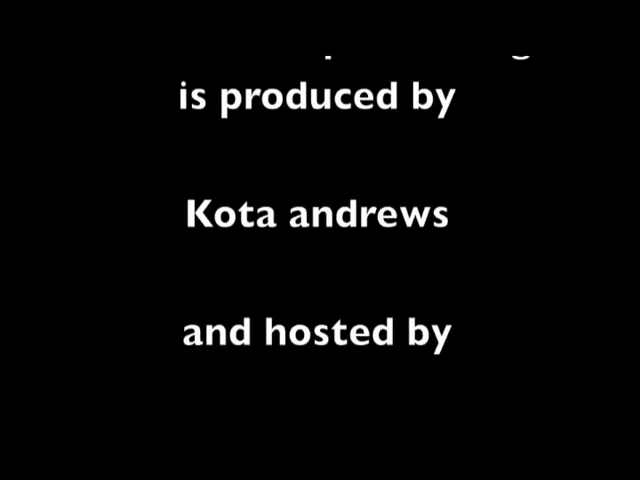 is produced by
Kota andrews
and hosted by